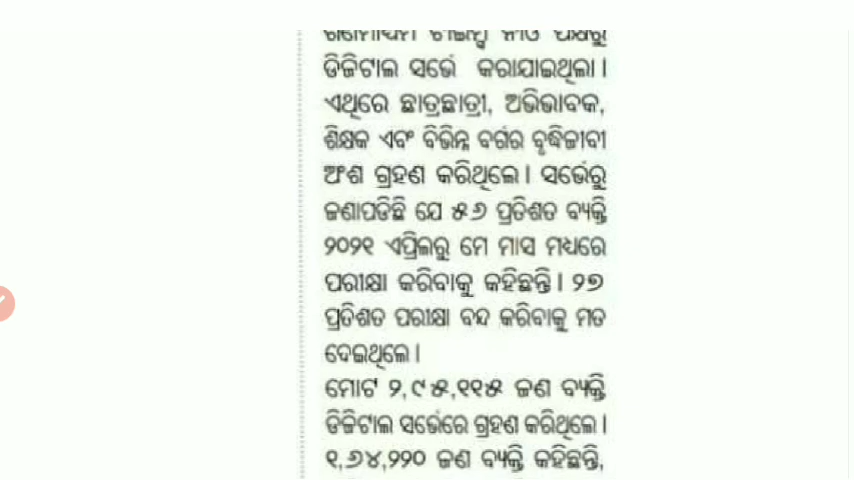 ଡିଜିଟାଲ ସର୍ଭେ କରାଯାଇଥିଲା ।
ଏଥିରେ ଛାତ୍ରଛାତ୍ରୀ, ଅଭିଭାବକ,
ଶିକ୍ଷକ ଏବଂ ବିଭିନ୍ନ ବର୍ଗର ବୁଦ୍ଧିଜୀବୀ
ଅଂଶ ଗ୍ରହଣ କରିଥିଲେ । ସର୍ଭେରୁ
ଜଣାପଡିଛି ଯେ ୫୬ ପ୍ରତିଶତ ବ୍ୟକ୍ତି
୨୦୨୧ ଏପ୍ରିଲରୁ ମେ ମାସ ମଧ୍ୟରେ
ପରୀକ୍ଷା କରିବାକୁ କହିଛନ୍ତି । ୨୭
ପ୍ରତିଶତ ପରୀକ୍ଷା ବନ୍ଦ କରିବାକୁ ମତ
ଦେଇଥିଲେ ।
ମୋଟ ୨,୯୫,୧୧୫ ଜଣ ବ୍ୟକ୍ତି
ଡିଜିଟାଲ ସର୍ଭେରେ ଗ୍ରହଣ କରିଥିଲେ ।
୧,୬୪,୨୨୦ ଜଣ ବ୍ୟକ୍ତି କହିଛନ୍ତି,